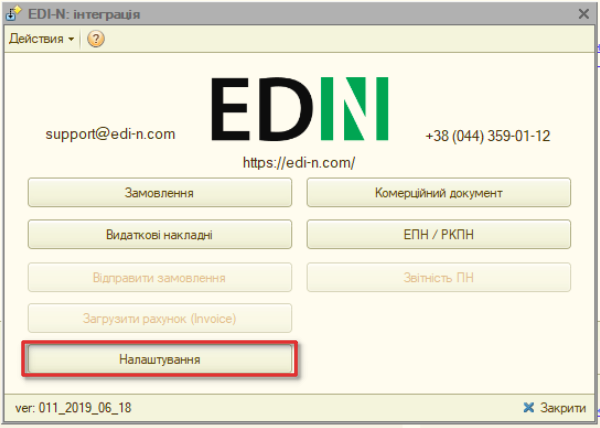 EDI-N: інтеграція
Действия
?
EDIN
support@edi-n.com
+38 (044) 359-01-12
https://edi-n.com/
Замовлення
Комерційний документ
Видаткові накладні
ЕПН / РКПН
Відправити замовлення
Звітність ПН
Загрузити рахунок (Invoice)
Налаштування
ver: 011_2019_06_18
Закрити